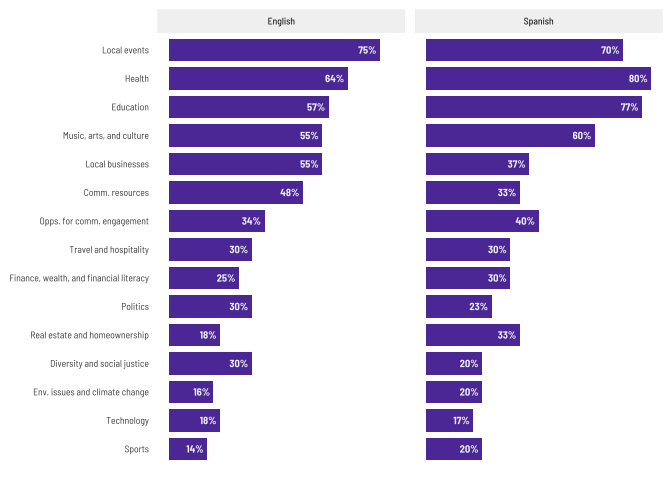 English Spanish
Local events 75% 70%
Health 64% 80%
Education 57% 77%
Music, arts, and culture 55% 60%
Local businesses 55% 37%
Comm. resources 48% 33%
Opps. for comm. engagement 34% 40%
Travel and hospitality 30% 30%
Finance, wealth, and financial literacy 25% 30%
Politics 30% 23%
Real estate and homeownership 18% 33%
Diversity and social justice 30% 20%
Env. issues and climate change 16% 20%
Technology 18% 17%
Sports 14% 20%